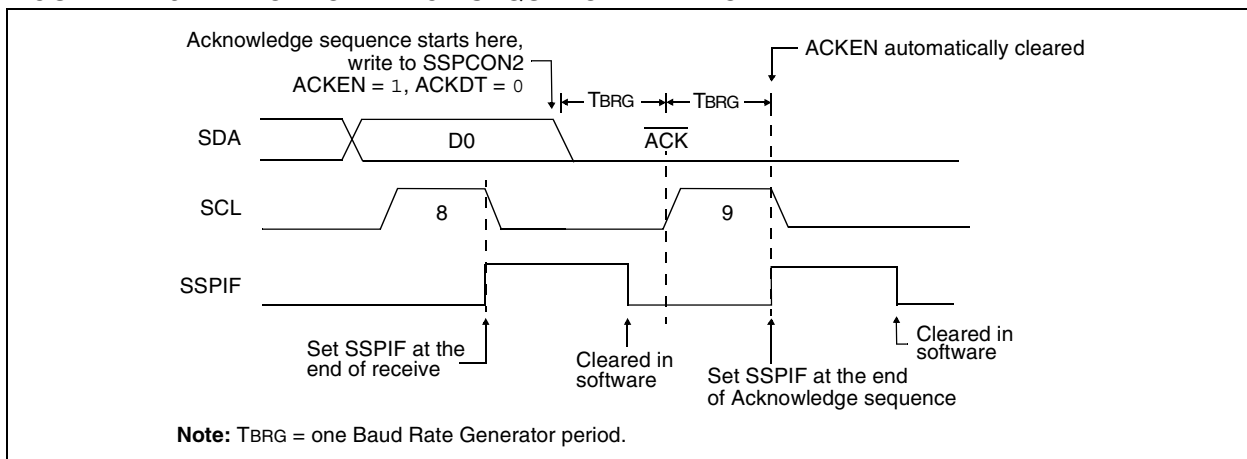 Acknowledge sequence starts here,
write to SSPCON2
ACKEN = 1, ACKDT = 0
ACKEN automatically cleared
TBRG
TBRG
SDA
D0
ACK
SCL
8
9
SSPIF
Set SSPIF at the
end of receive
Cleared in
software
Set SSPIF at the end
of Acknowledge sequence
Cleared in
software
Note: TBRG = one Baud Rate Generator period.